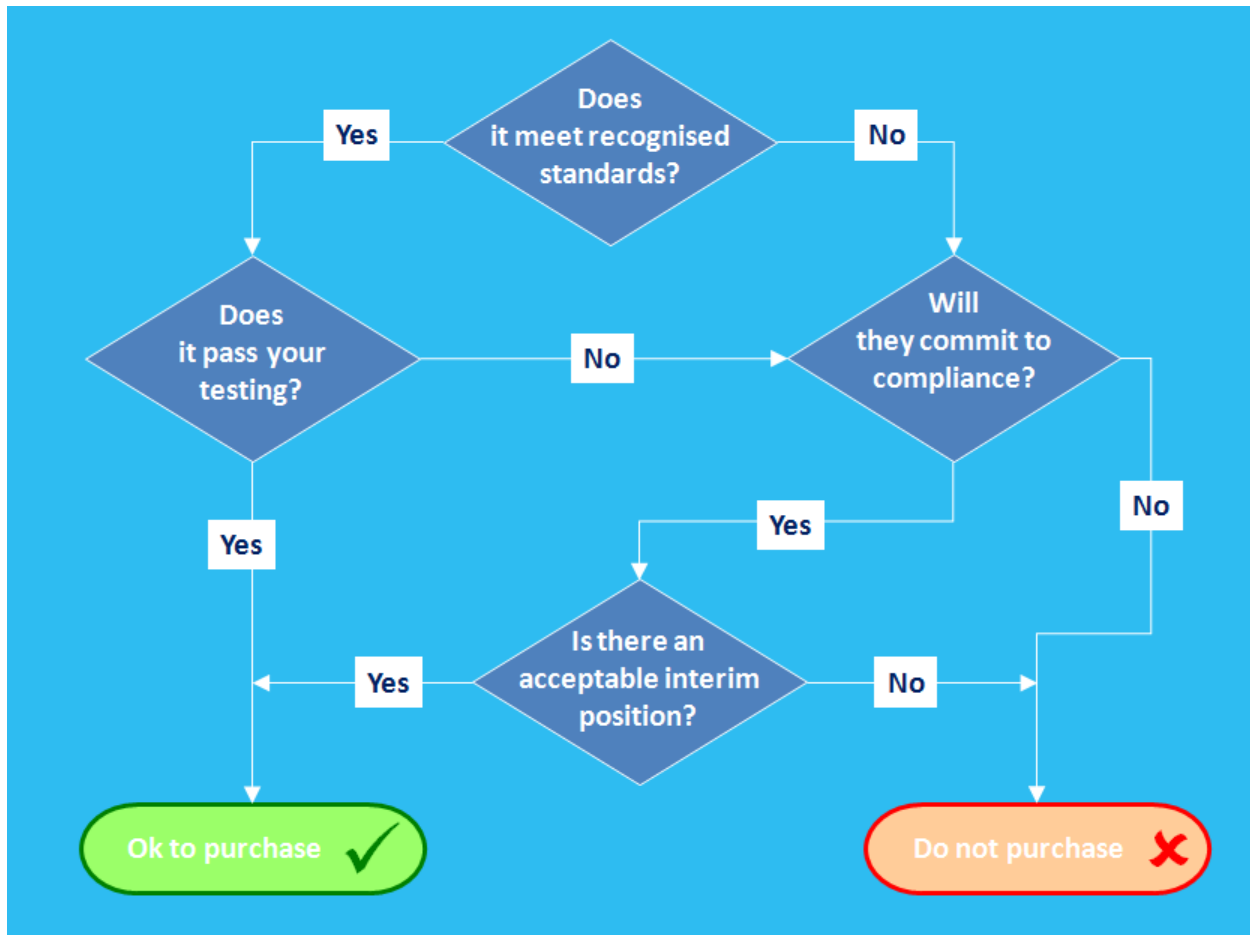 Does
it meet recognised
standards?
Yes
No
Does
it pass your
testing?
No
Will
they commit to
compliance?
Yes
Yes
No
Is there an
acceptable interim
position?
Yes
No
Ok to purchase
Do not purchase